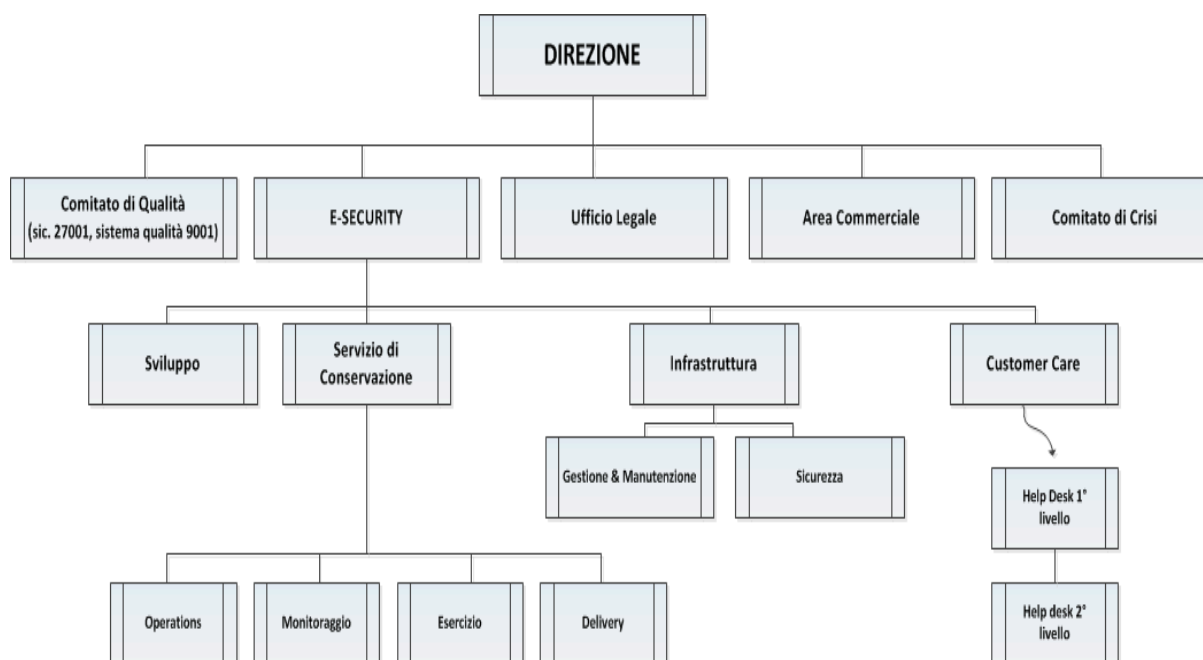 DIREZIONE
Comitato di Qualità
(sic. 27001, sistema qualità 9001)
E-SECURITY
Ufficio Legale
Area Commerciale
Comitato di Crisi
Sviluppo
Servizio di
Conservazione
Infrastruttura
Customer Care
Gestione & Manutenzione
Sicurezza
Help Desk 1°
livello
Operations
Monitoraggio
Esercizio
Delivery
Help desk 2°
livello